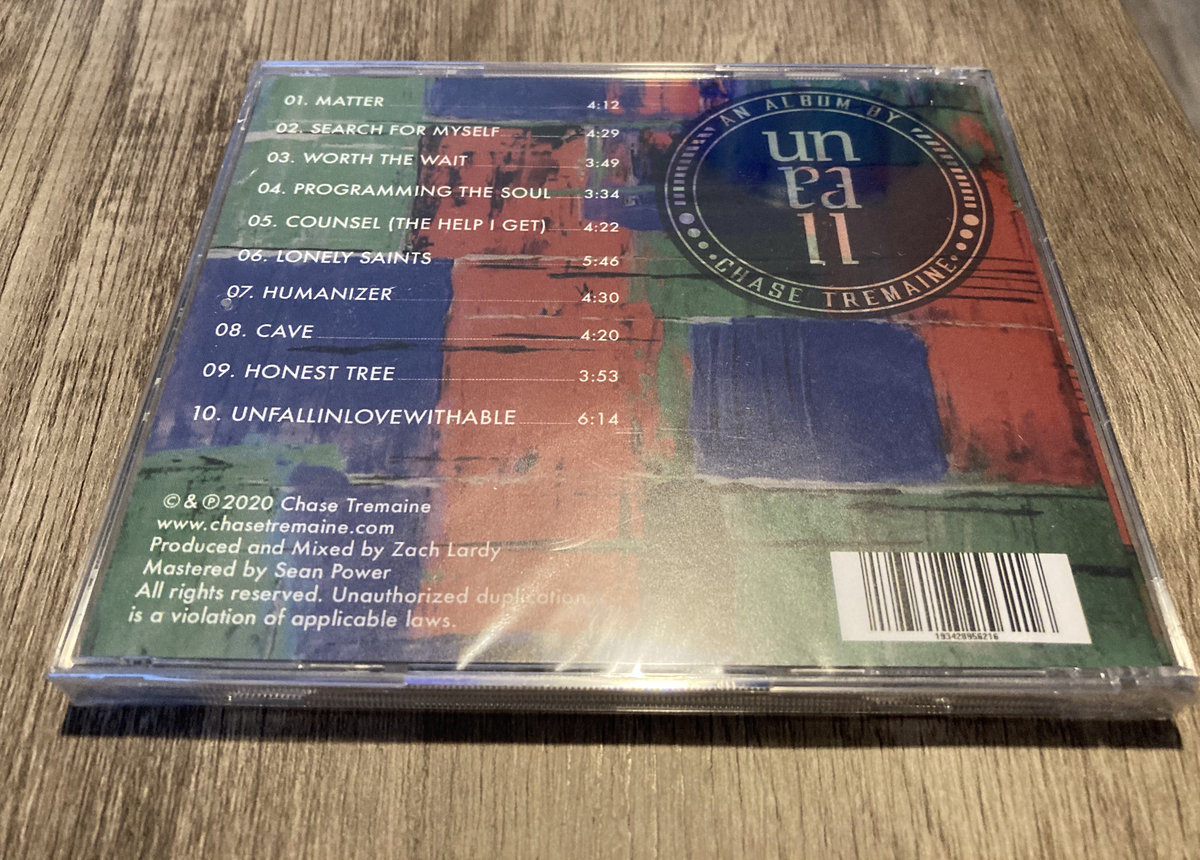 01. MATTER 4:12
02. SEARCH FOR MYSELF 4:29
03. WORTH THE WAIT 3:49
04. PROGRAMMING THE SOUL 3:34
05. COUNSEL (THE HELP I GET) 4:22
06. LONELY SAINTS 5:46
07. HUMANIZER 4:30
08. CAVE 4:20
09. HONEST TREE 3:53
10. UNFALLINLOVEWITHABLE 6:14
AN ALBUM BY
un
fa
ll
CHASE TREMAINE
©&℗2020 Chase Tremaine
www.chasetremaine.com
Produced and Mixed by Zach Lardy
Mastered by Sean Power
All rights reserved. Unauthorized duplication
is a violation of applicable laws.
193428956216